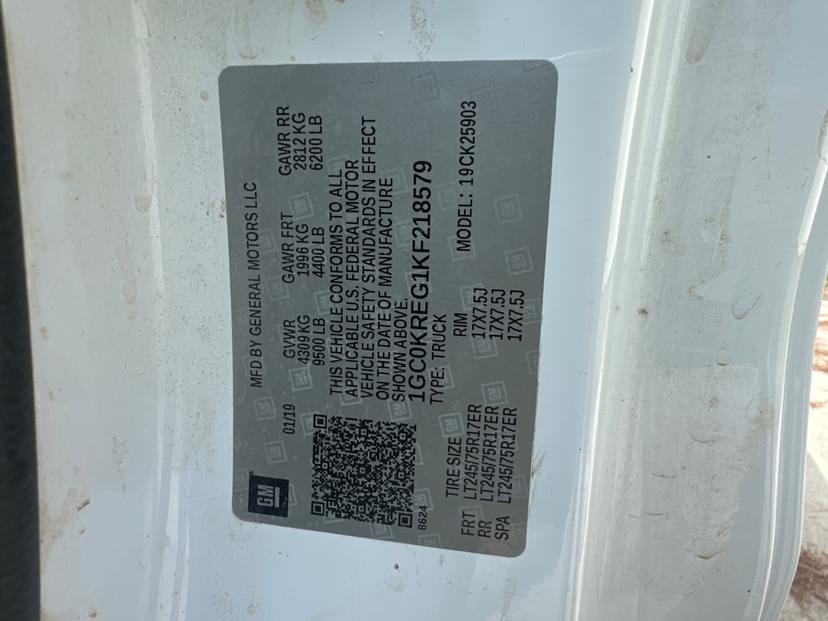 GM
MFD BY GENERAL MOTORS LLC
01/19
GVWR GAWR FRT GAWR RR
4309 KG 1996 KG 2812 KG
9500 LB 4400 LB 6200 LB
THIS VEHICLE CONFORMS TO ALL
APPLICABLE U.S. FEDERAL MOTOR
VEHICLE SAFETY STANDARDS IN EFFECT
ON THE DATE OF MANUFACTURE
SHOWN ABOVE.
1GC0KREG1KF218579
8624
TYPE: TRUCK MODEL: 19CK25903
TIRE SIZE RIM
FRT LT245/75R17ER 17X7.5J
RR LT245/75R17ER 17X7.5J
SPA LT245/75R17ER 17X7.5J